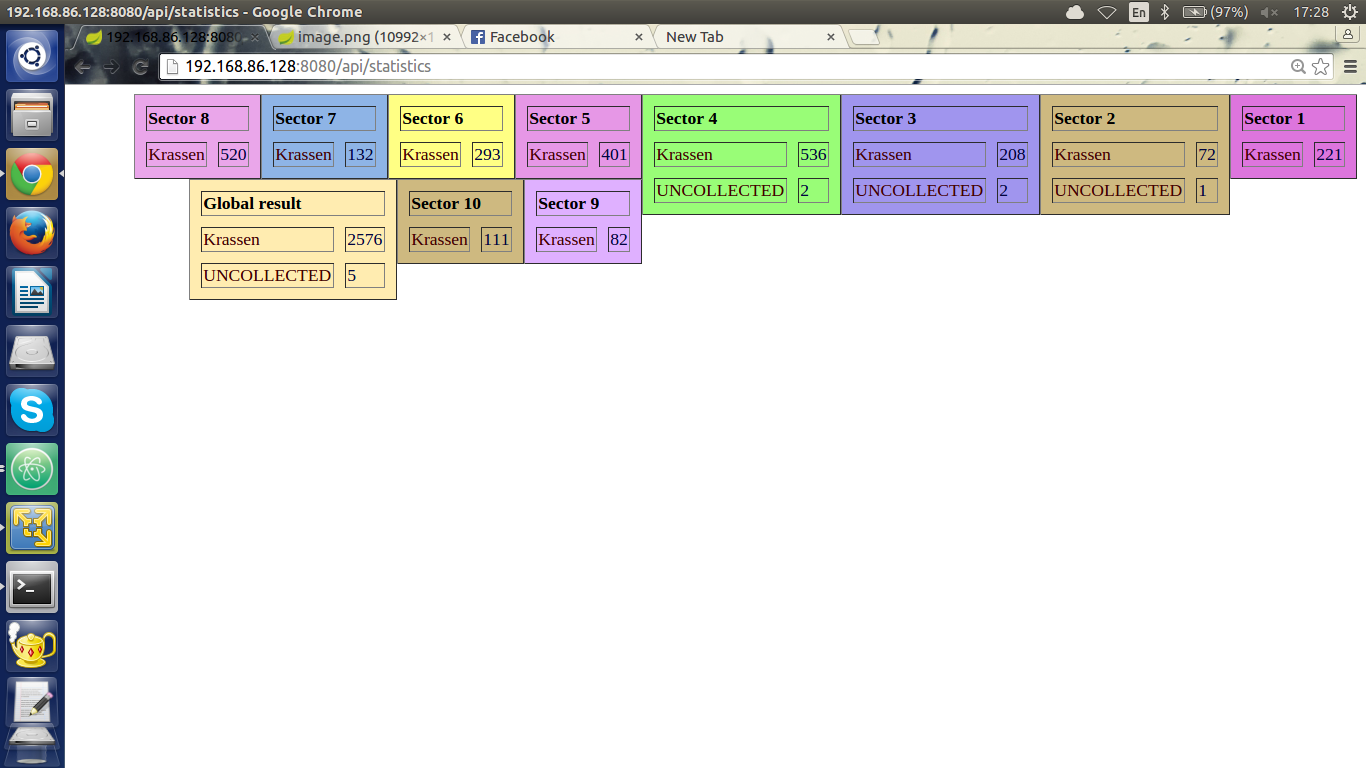 192.168.86.128:8080/api/statistics - Google Chrome
En (97%) 17:28
192.168.86.128:808 image.png (10992×1 Facebook New Tab
192.168.86.128:8080/api/statistics
Sector 8 Sector 7 Sector 6 Sector 5 Sector 4 Sector 3 Sector 2 Sector 1
Krassen 520 Krassen 132 Krassen 293 Krassen 401 Krassen 536 Krassen 208 Krassen 72 Krassen 221
UNCOLLECTED 2 UNCOLLECTED 2 UNCOLLECTED 1
Global result Sector 10 Sector 9
Krassen 2576 Krassen 111 Krassen 82
UNCOLLECTED 5